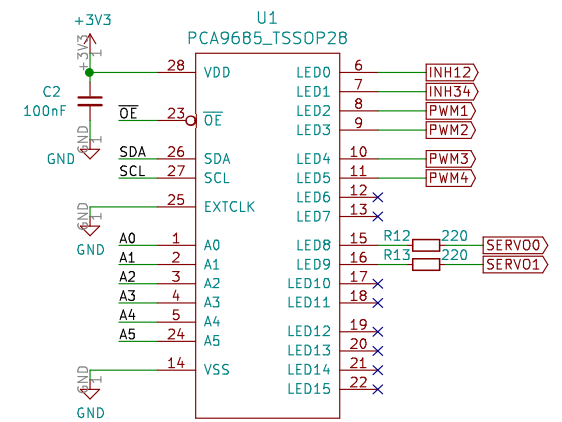 +3V3
U1
PCA9685_TSSOP28
+3V3
1
C2
100nF
GND
1
GND
OE
SDA
SCL
GND
1
GND
A0
A1
A2
A3
A4
A5
GND
1
GND
28 VDD
23 OE
26 SDA
27 SCL
25 EXTCLK
1 A0
2 A1
3 A2
4 A3
5 A4
24 A5
14 VSS
LED0 6 INH12
LED1 7 INH34
LED2 8 PWM1
LED3 9 PWM2
LED4 10 PWM3
LED5 11 PWM4
LED6 12
LED7 13
LED8 15 R12 220 SERVO0
LED9 16 R13 220 SERVO1
LED10 17
LED11 18
LED12 19
LED13 20
LED14 21
LED15 22